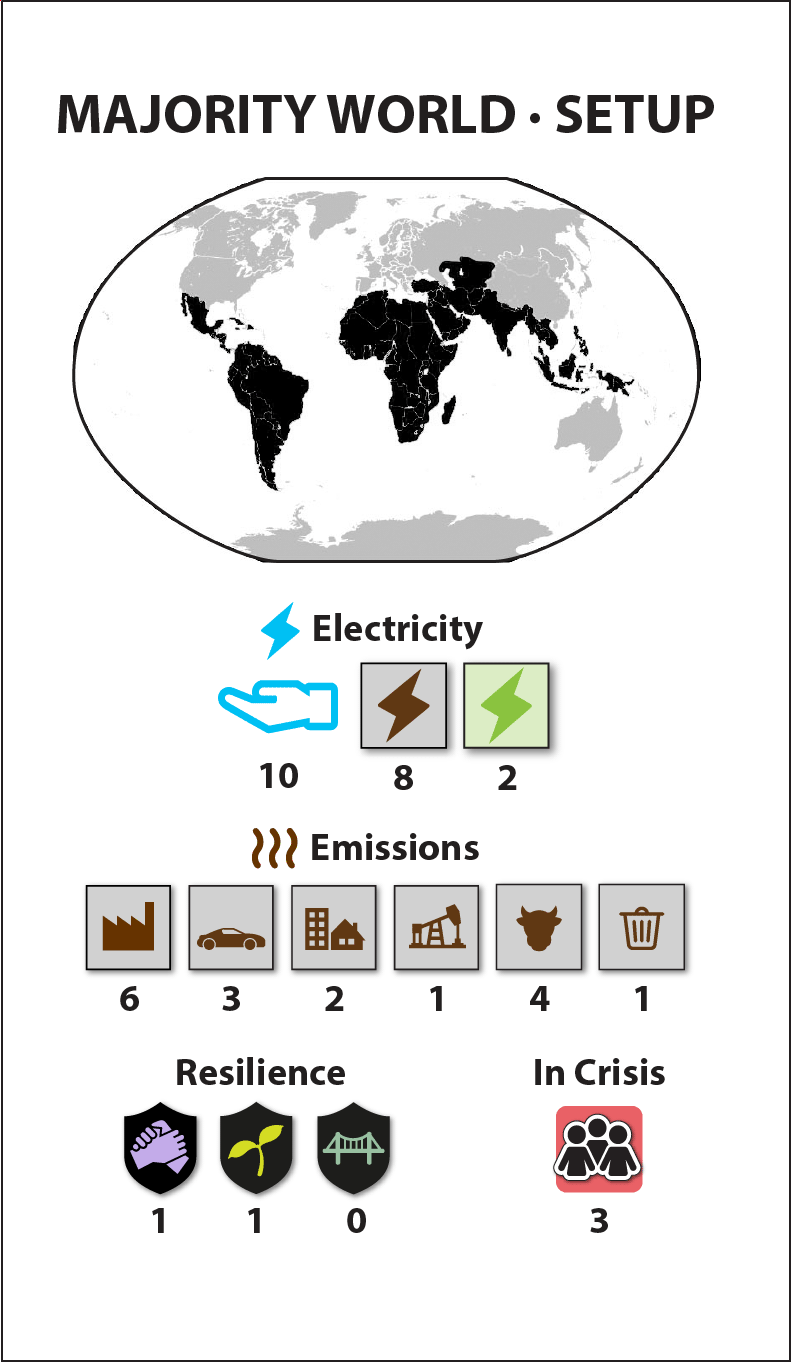 MAJORITY WORLD · SETUP
Electricity
10 8 2
Emissions
6 3 2 1 4 1
Resilience In Crisis
1 1 0 3